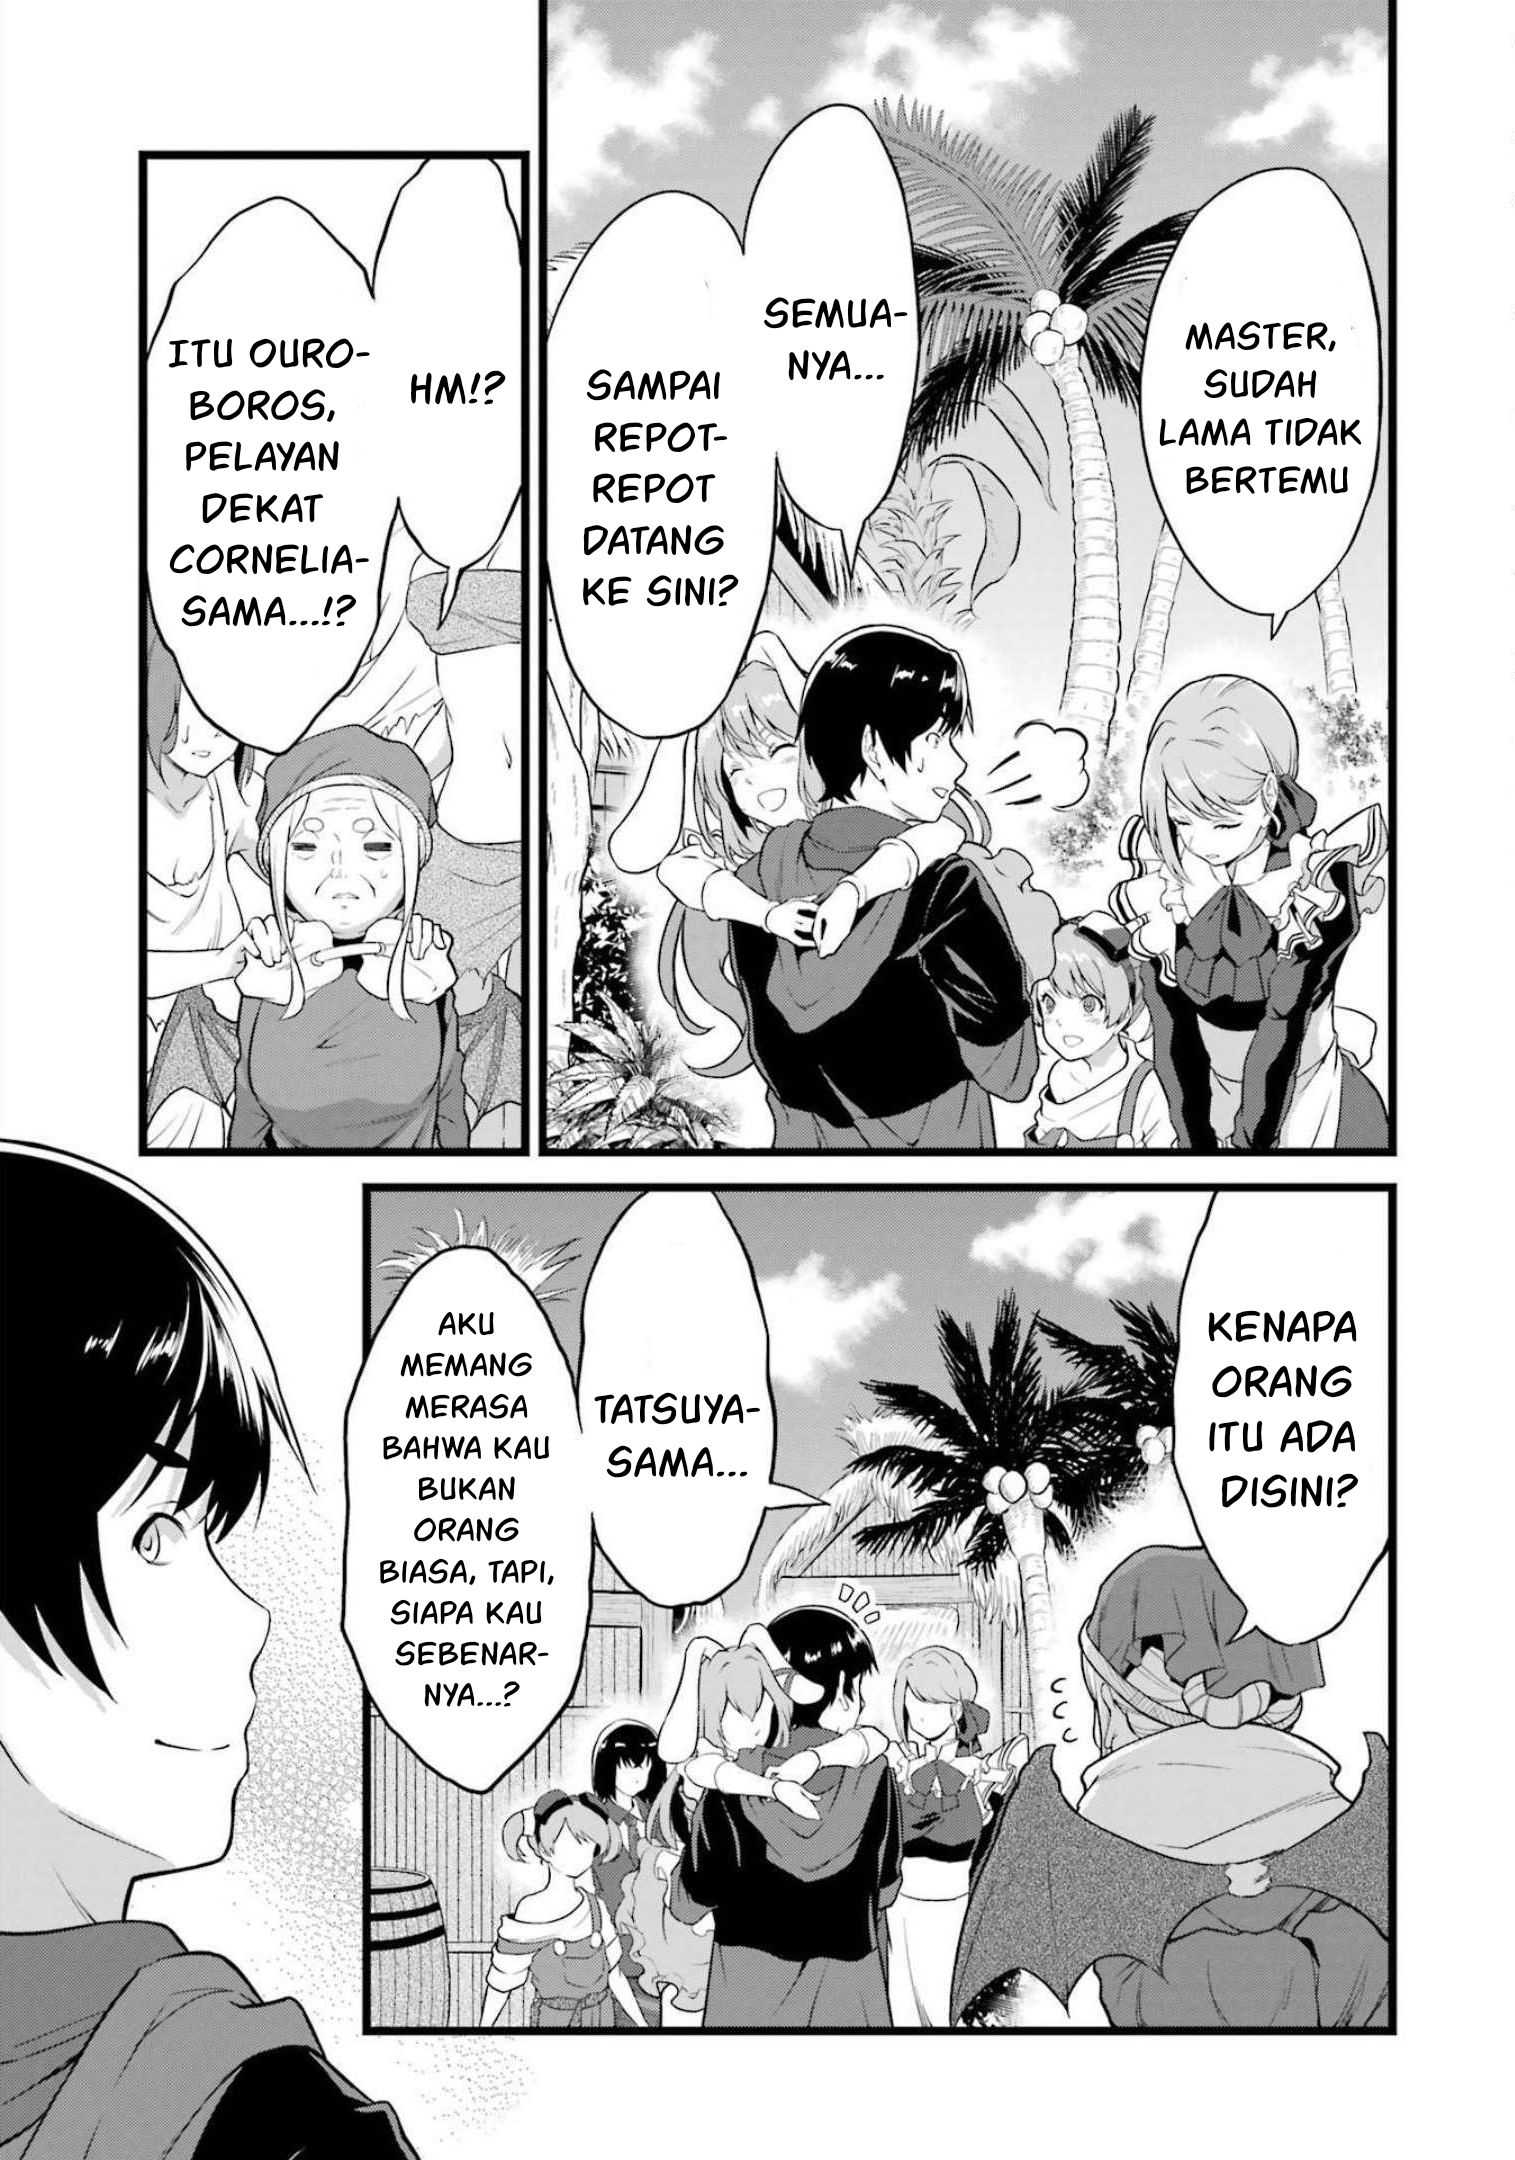 MASTER,
SUDAH
LAMA TIDAK
BERTEMU
SEMUA-
NYA...
SAMPAI
REPOT-
REPOT
DATANG
KE SINI?
HM!?
ITU OURO-
BOROS,
PELAYAN
DEKAT
CORNELIA-
SAMA...!?
KENAPA
ORANG
ITU ADA
DISINI?
TATSUYA-
SAMA...
AKU
MEMANG
MERASA
BAHWA KAU
BUKAN
ORANG
BIASA, TAPI,
SIAPA KAU
SEBENAR-
NYA...?